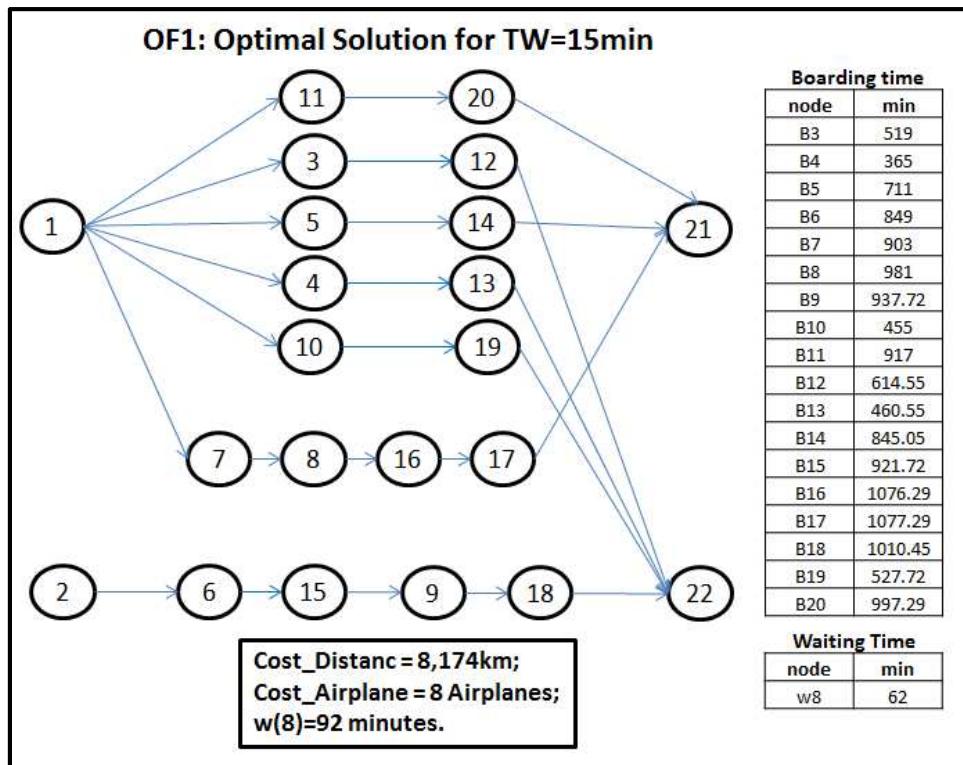 OF1: Optimal Solution for TW=15min
11
20
3
12
1
5
14
21
4
13
10
19
7
8
16
17
2
6
15
9
18
22
Cost_Distanc = 8,174km;
Cost_Airplane = 8 Airplanes;
w(8)=92 minutes.
Boarding time
node min
B3 519
B4 365
B5 711
B6 849
B7 903
B8 981
B9 937.72
B10 455
B11 917
B12 614.55
B13 460.55
B14 845.05
B15 921.72
B16 1076.29
B17 1077.29
B18 1010.45
B19 527.72
B20 997.29
Waiting Time
node min
w8 62